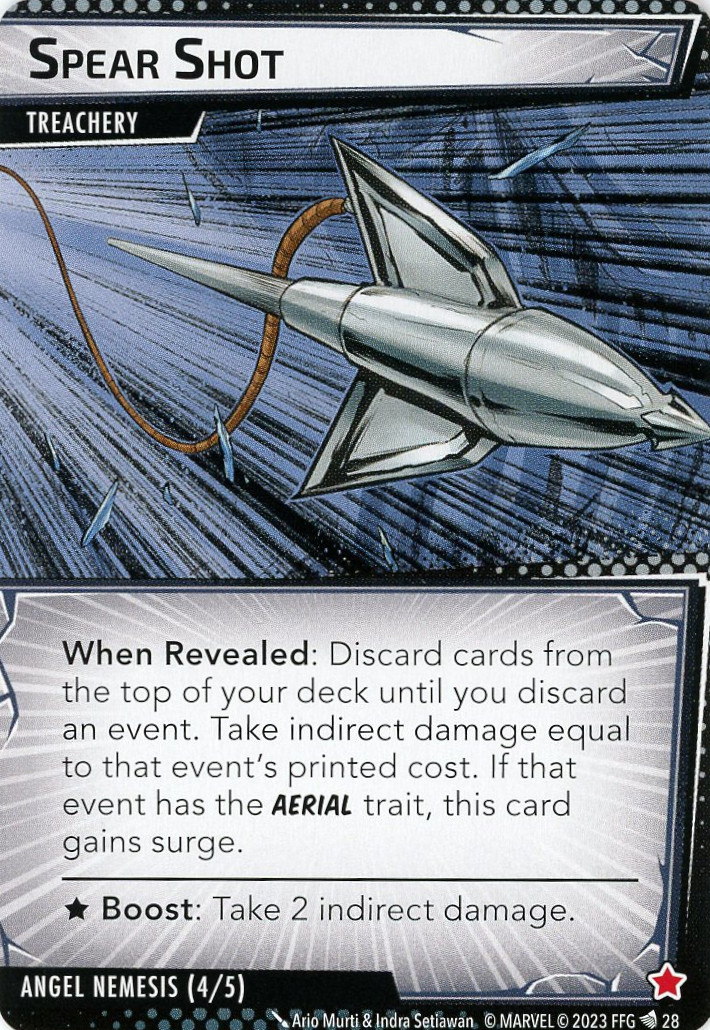 SPEAR SHOT
TREACHERY
When Revealed: Discard cards from
the top of your deck until you discard
an event. Take indirect damage equal
to that event's printed cost. If that
event has the AERIAL trait, this card
gains surge.
★ Boost: Take 2 indirect damage.
ANGEL NEMESIS (4/5)
Ario Murti & Indra Setiawan © MARVEL © 2023 FFG 28